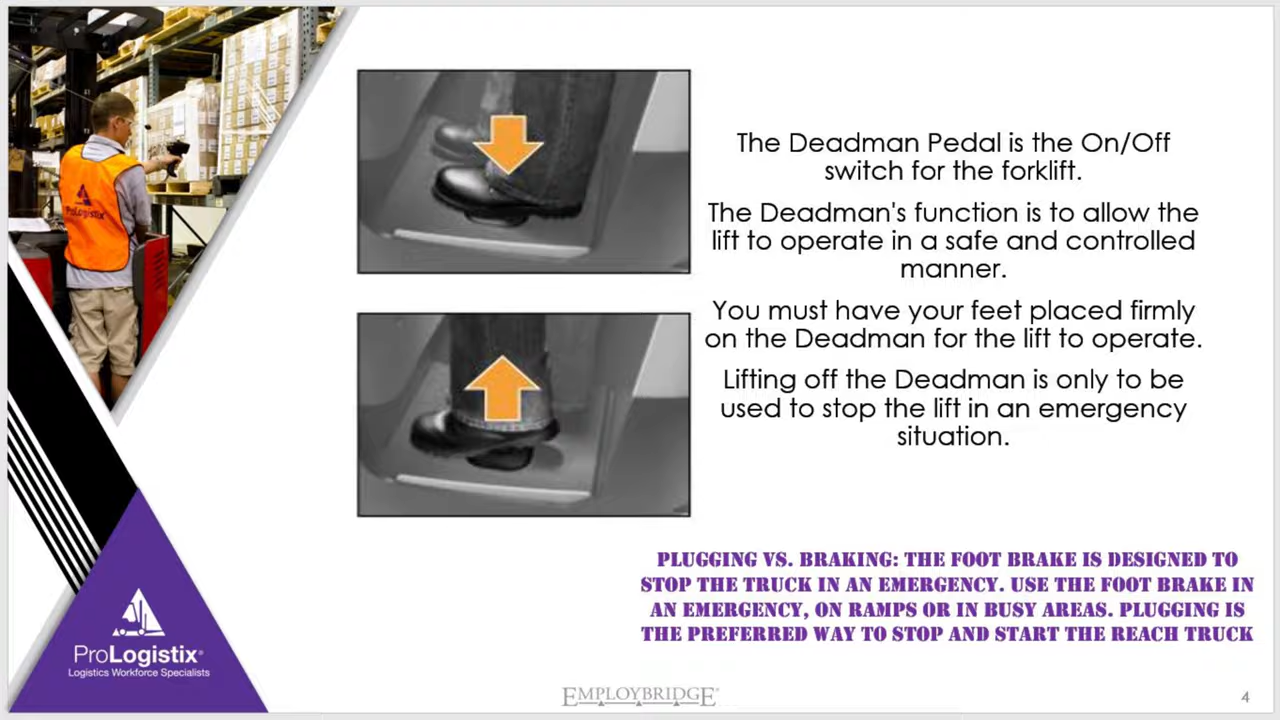 The Deadman Pedal is the On/Off
switch for the forklift.
The Deadman's function is to allow the
lift to operate in a safe and controlled
manner.
You must have your feet placed firmly
on the Deadman for the lift to operate.
Lifting off the Deadman is only to be
used to stop the lift in an emergency
situation.
PLUGGING VS. BRAKING: THE FOOT BRAKE IS DESIGNED TO
STOP THE TRUCK IN AN EMERGENCY. USE THE FOOT BRAKE IN
AN EMERGENCY, ON RAMPS OR IN BUSY AREAS. PLUGGING IS
THE PREFERRED WAY TO STOP AND START THE REACH TRUCK
ProLogistix
ProLogistix®
Logistics Workforce Specialists
EMPLOYBRIDGE®
4